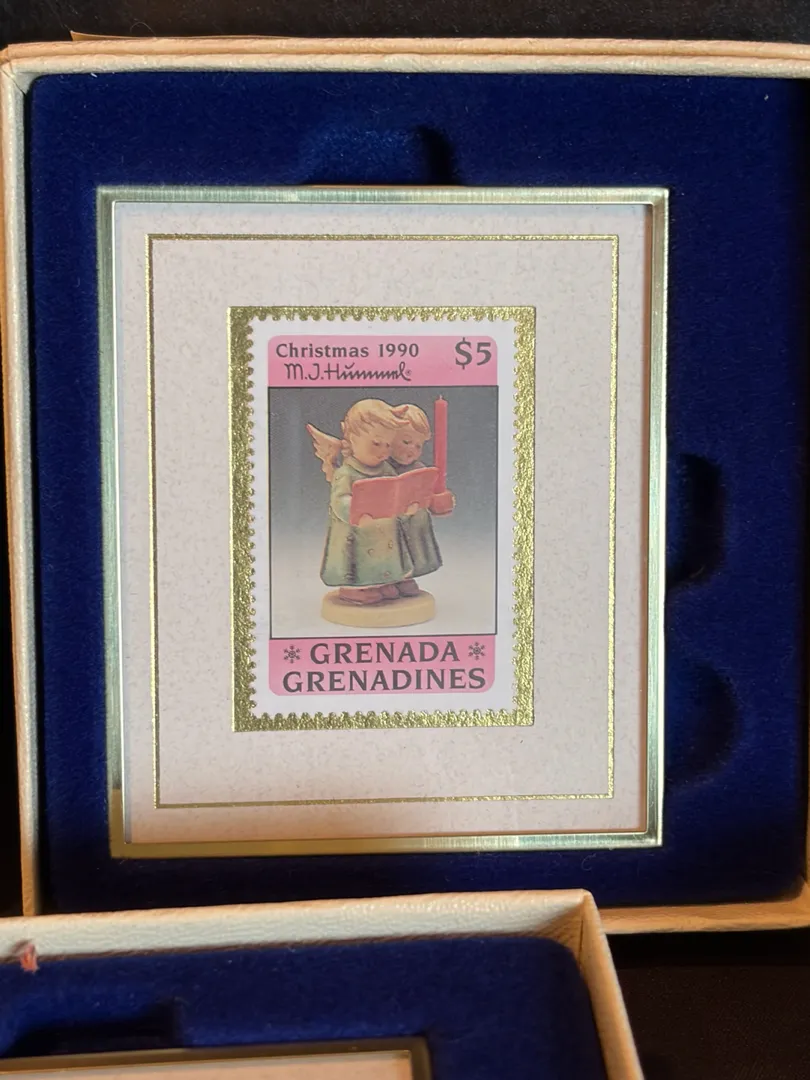 Christmas 1990 $5
M.J.Hummel®
GRENADA
GRENADINES